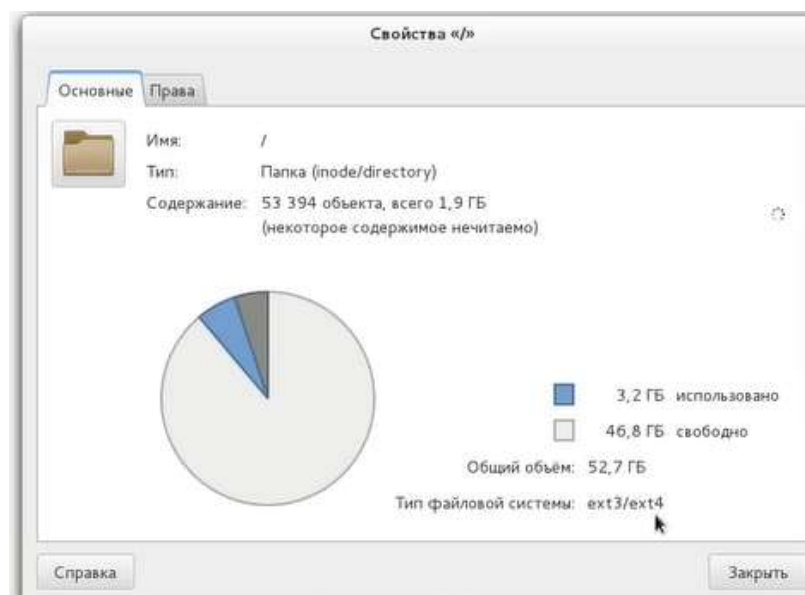 Свойства «/»
Основные Права
Имя: /
Тип: Папка (inode/directory)
Содержание: 53 394 объекта, всего 1,9 ГБ
(некоторое содержимое нечитаемо)
3,2 ГБ использовано
46,8 ГБ свободно
Общий объём: 52,7 ГБ
Тип файловой системы: ext3/ext4
Справка Закрыть